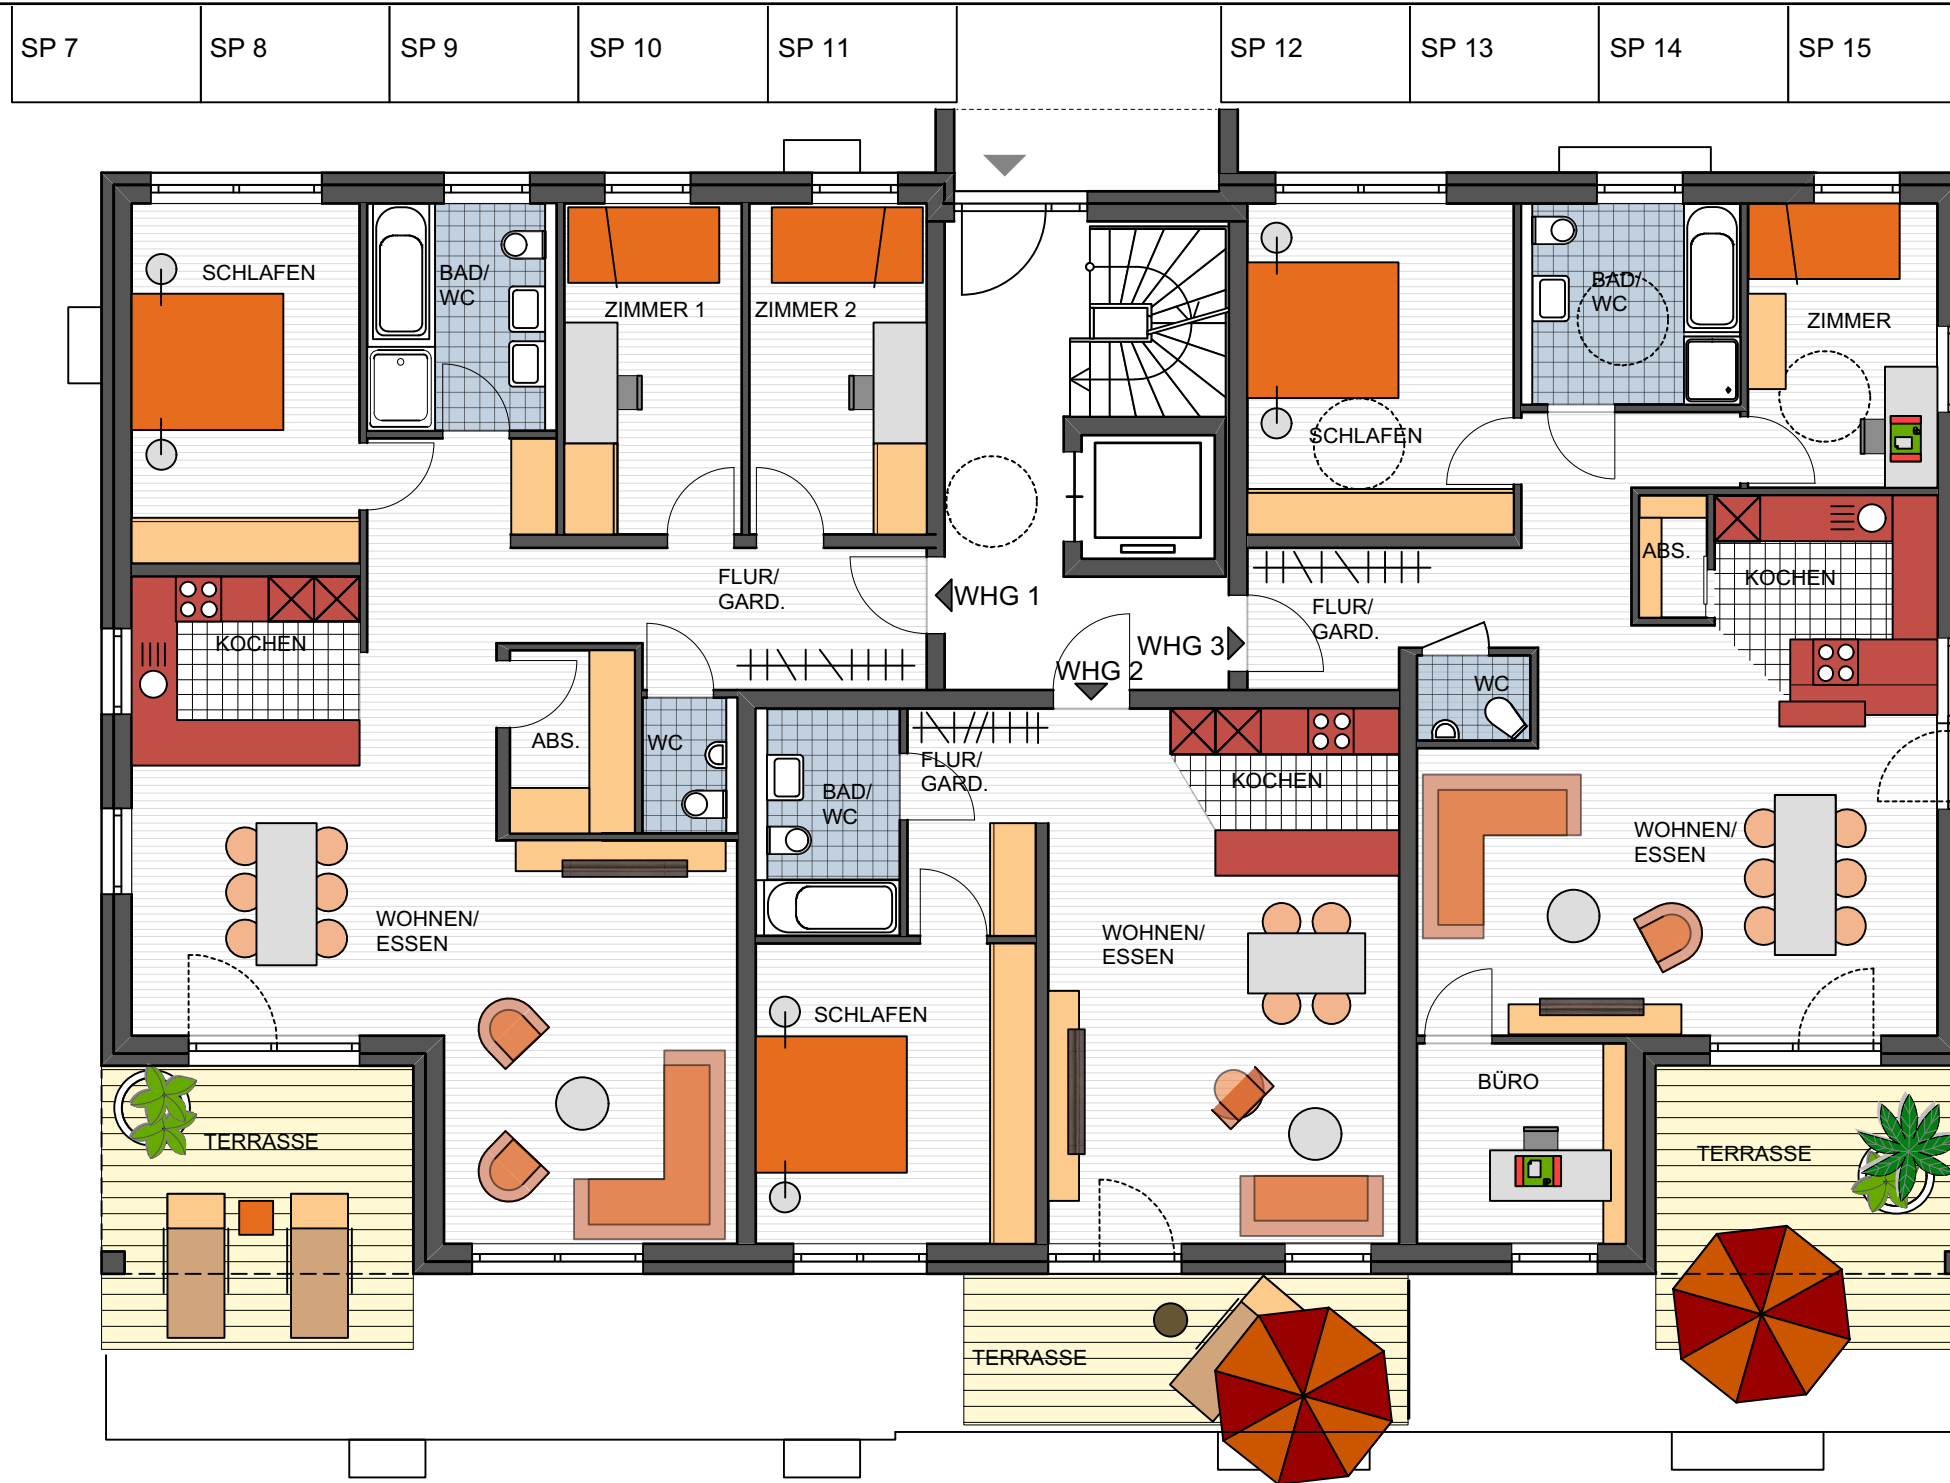 SP 7
SP 8
SP 9
SP 10
SP 11
SP 12
SP 13
SP 14
SP 15
SCHLAFEN
BAD/
WC
ZIMMER 1
ZIMMER 2
SCHLAFEN
BAD/
WC
ZIMMER
FLUR/
GARD.
WHG 1
WHG 2
WHG 3
FLUR/
GARD.
ABS.
KOCHEN
KOCHEN
ABS.
WC
BAD/
WC
FLUR/
GARD.
KOCHEN
WC
WOHNEN/
ESSEN
WOHNEN/
ESSEN
WOHNEN/
ESSEN
SCHLAFEN
BÜRO
TERRASSE
TERRASSE
TERRASSE